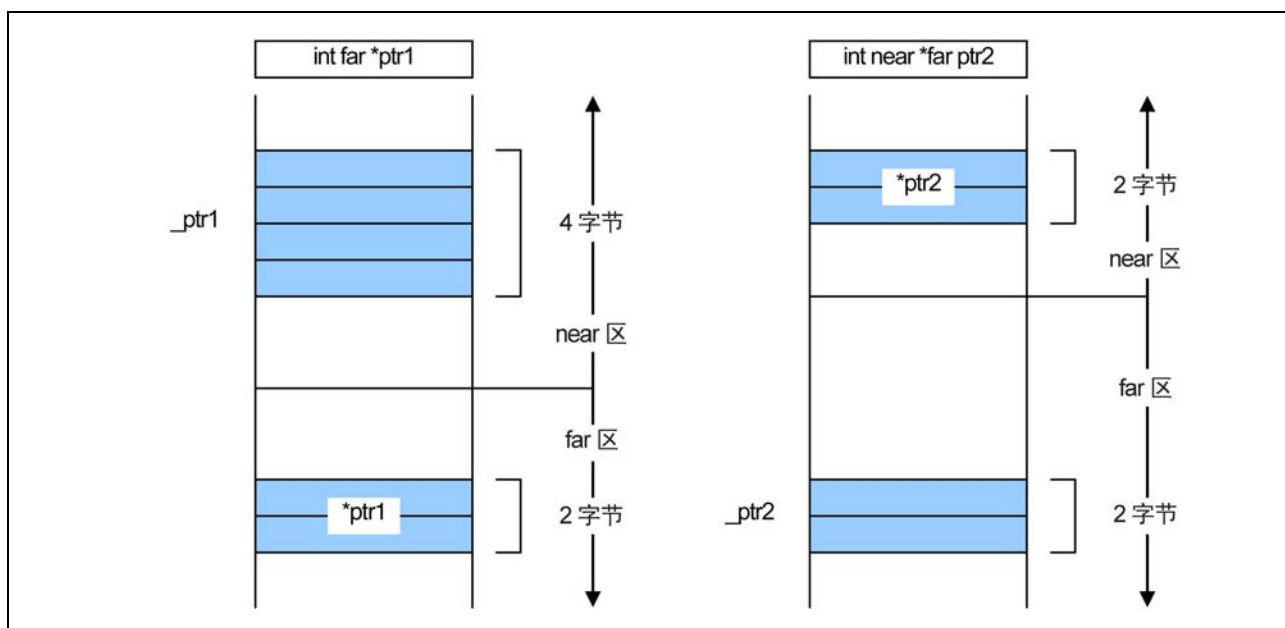 int far *ptr1
_ptr1
4 字节
near 区
far 区
*ptr1
2 字节
int near *far ptr2
*ptr2
2 字节
near 区
far 区
_ptr2
2 字节